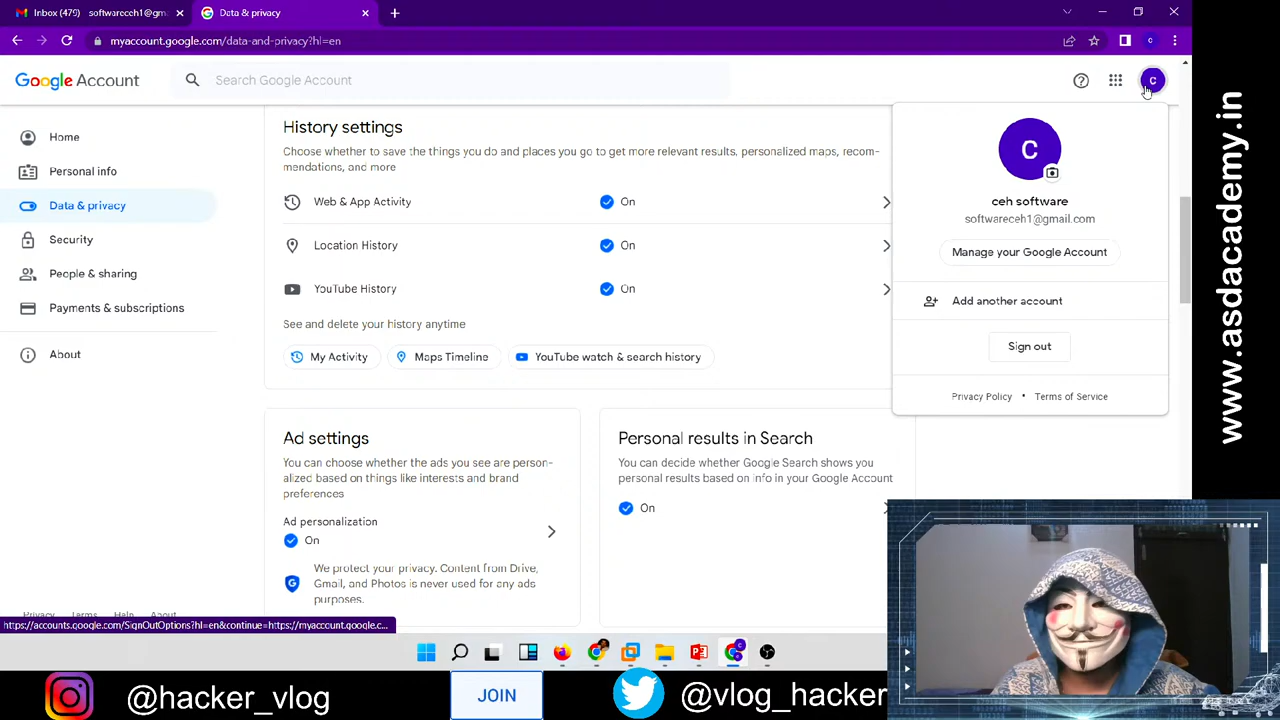 Inbox (479) softwareceh1@gm
Data & privacy
myaccount.google.com/data-and-privacy?hl=en
c
Google Account
Search Google Account
C
Home
Personal info
Data & privacy
Security
People & sharing
Payments & subscriptions
About
History settings
Choose whether to save the things you do and places you go to get more relevant results, personalized maps, recom-
mendations, and more
Web & App Activity
On
Location History
On
YouTube History
On
See and delete your history anytime
My Activity
Maps Timeline
YouTube watch & search history
Ad settings
You can choose whether the ads you see are person-
alized based on things like interests and brand
preferences
Ad personalization
On
We protect your privacy. Content from Drive,
Gmail, and Photos is never used for any ads
purposes.
Personal results in Search
You can decide whether Google Search shows you
personal results based on info in your Google Account
On
C
ceh software
softwareceh1@gmail.com
Manage your Google Account
Add another account
Sign out
Privacy Policy • Terms of Service
Privacy Terms Help About
https://accounts.google.com/SignOutOptions?hl=en&continue=https://myaccount.google.c...
www.asdacademy.in
@hacker_vlog
JOIN
@vlog_hacker